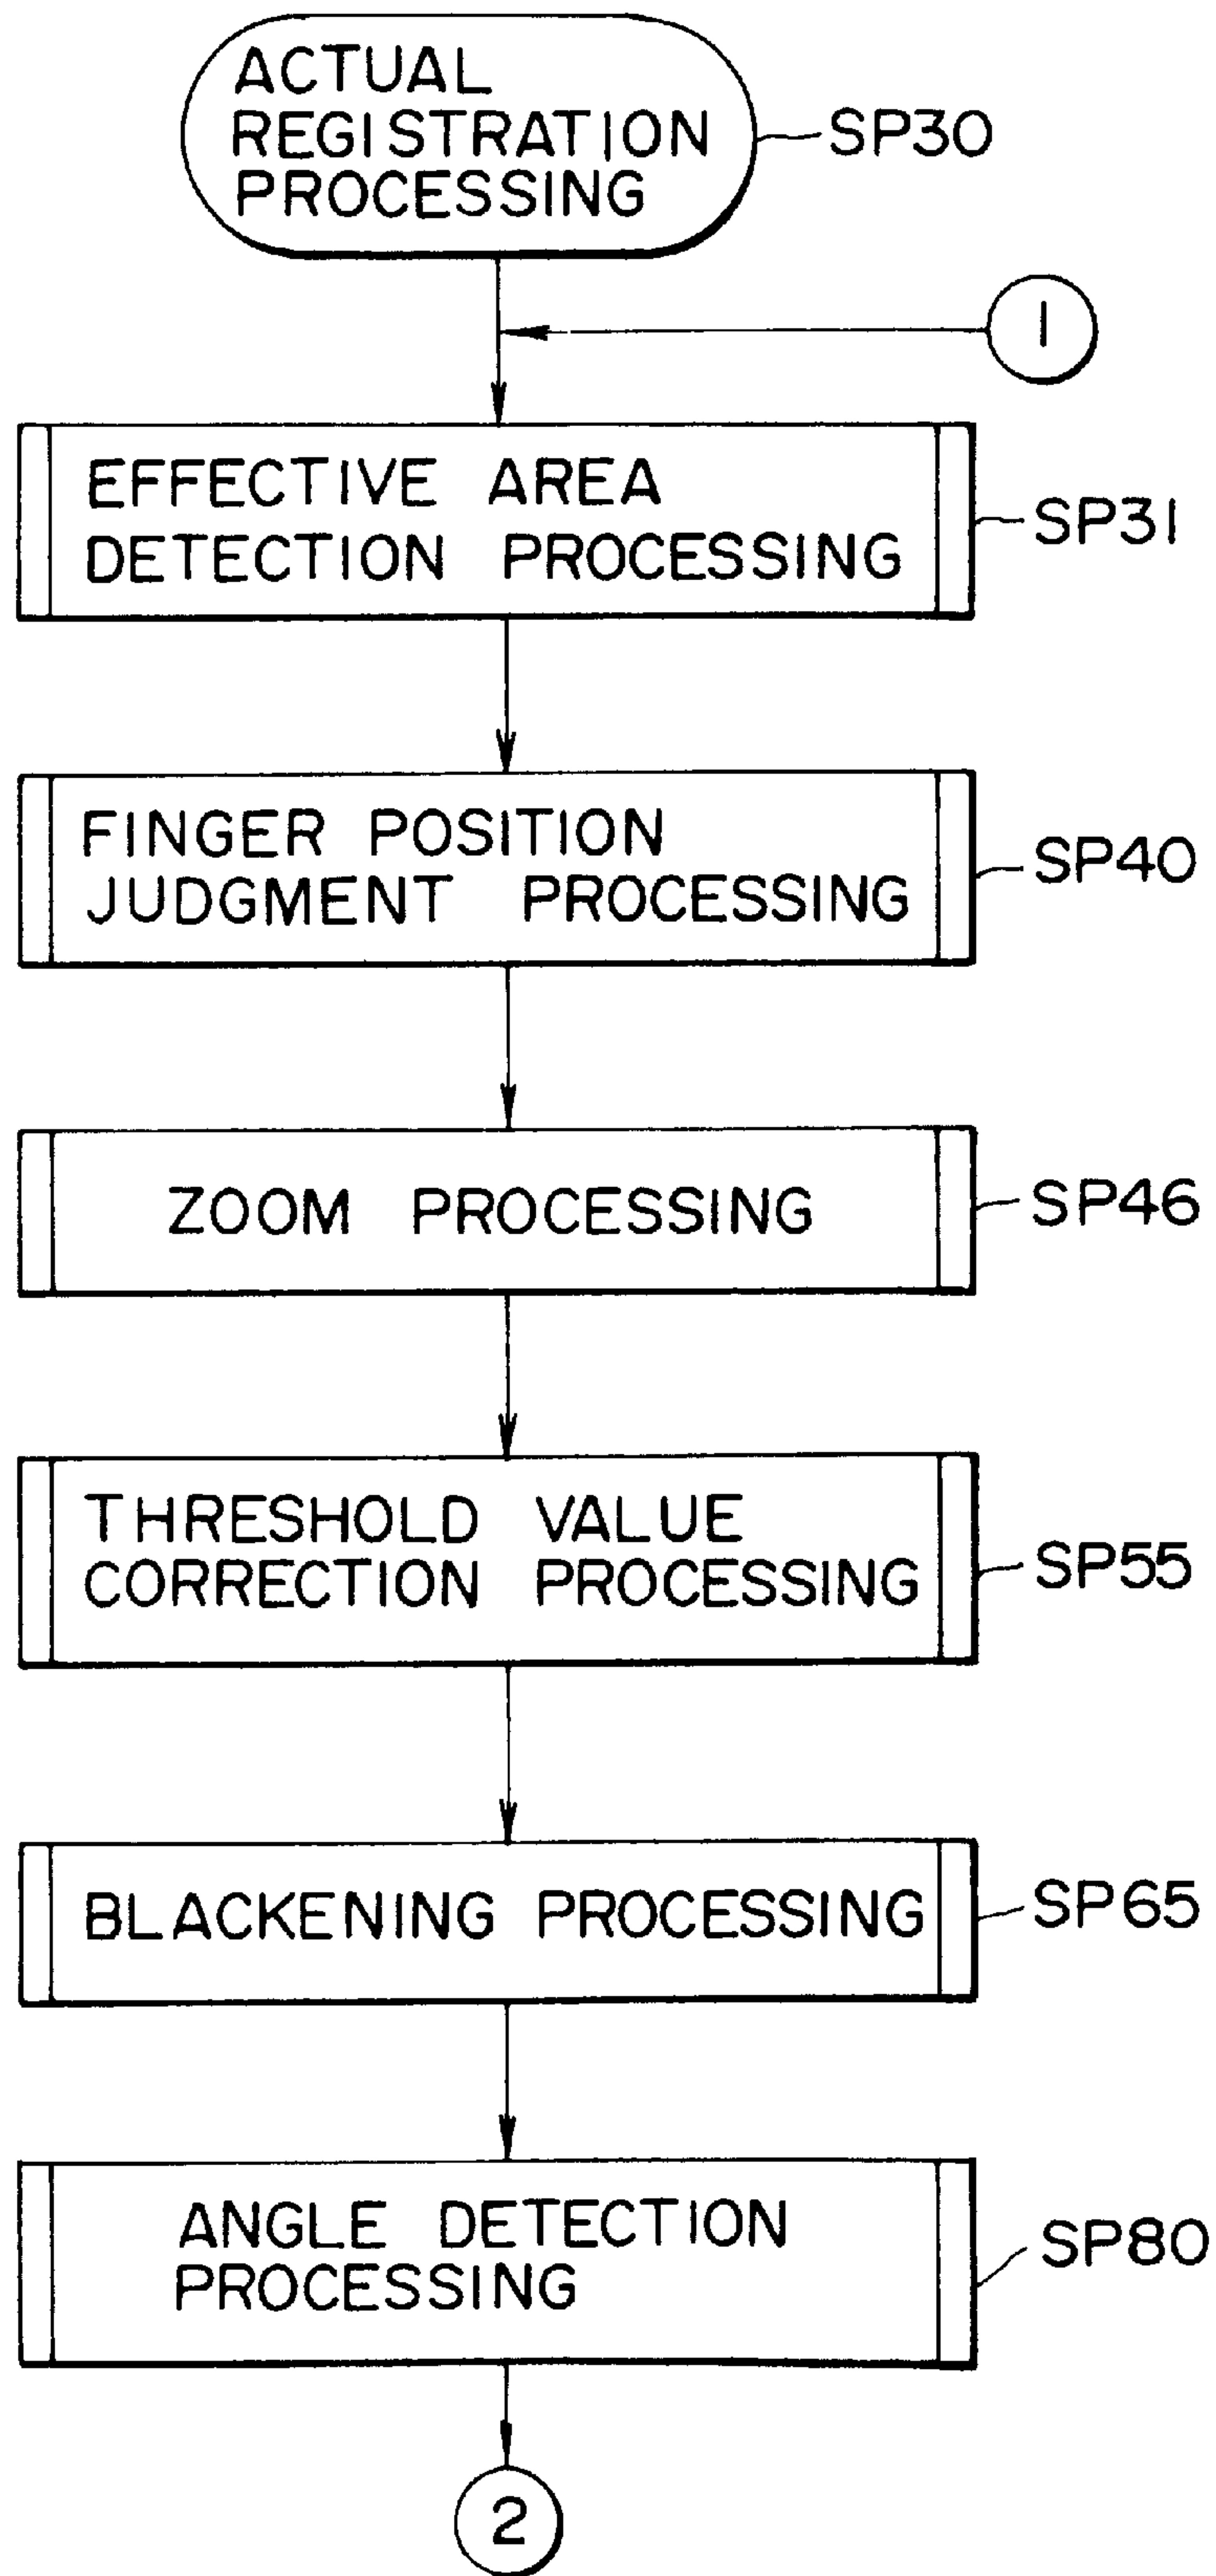 ACTUAL
REGISTRATION
PROCESSING
SP30
1
EFFECTIVE AREA
DETECTION PROCESSING
SP31
FINGER POSITION
JUDGMENT PROCESSING
SP40
ZOOM PROCESSING
SP46
THRESHOLD VALUE
CORRECTION PROCESSING
SP55
BLACKENING PROCESSING
SP65
ANGLE DETECTION
PROCESSING
SP80
2